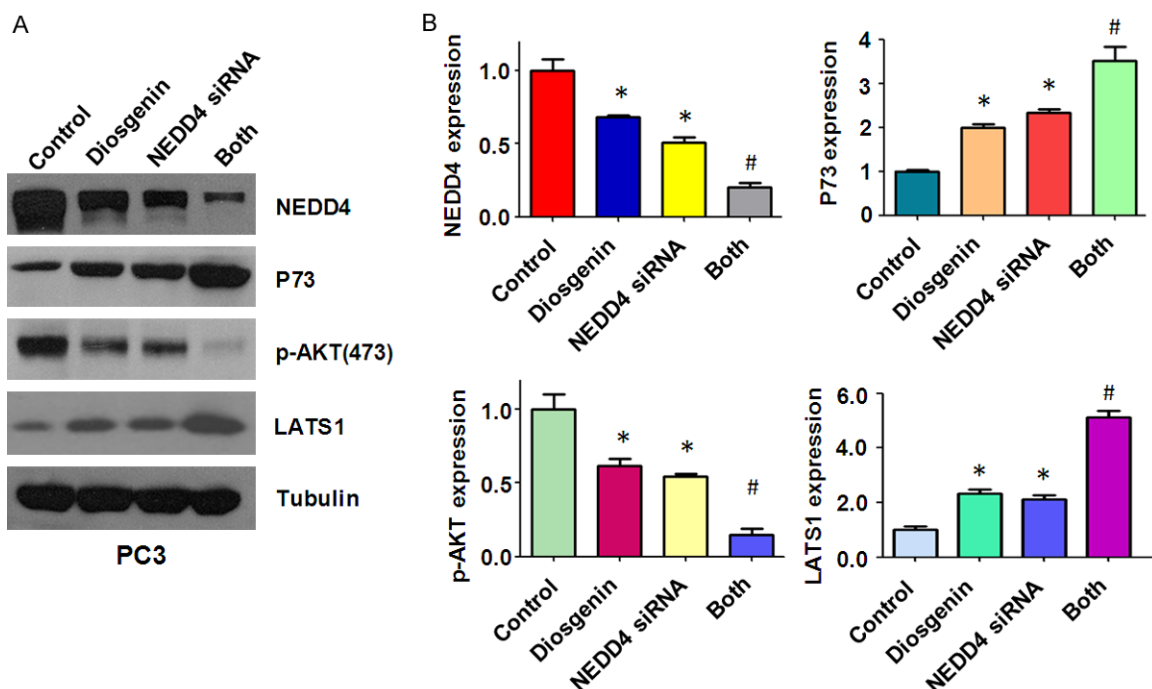 A
Control
Diosgenin
NEDD4 siRNA
Both
NEDD4
P73
p-AKT(473)
LATS1
Tubulin
PC3
B
NEDD4 expression
1.0
0.5
0.0
*
*
#
Control
Diosgenin
NEDD4 siRNA
Both
P73 expression
4
3
2
1
0
*
*
#
Control
Diosgenin
NEDD4 siRNA
Both
p-AKT expression
1.0
0.5
0.0
*
*
#
Control
Diosgenin
NEDD4 siRNA
Both
LATS1 expression
6.0
4.0
2.0
0.0
*
*
#
Control
Diosgenin
NEDD4 siRNA
Both